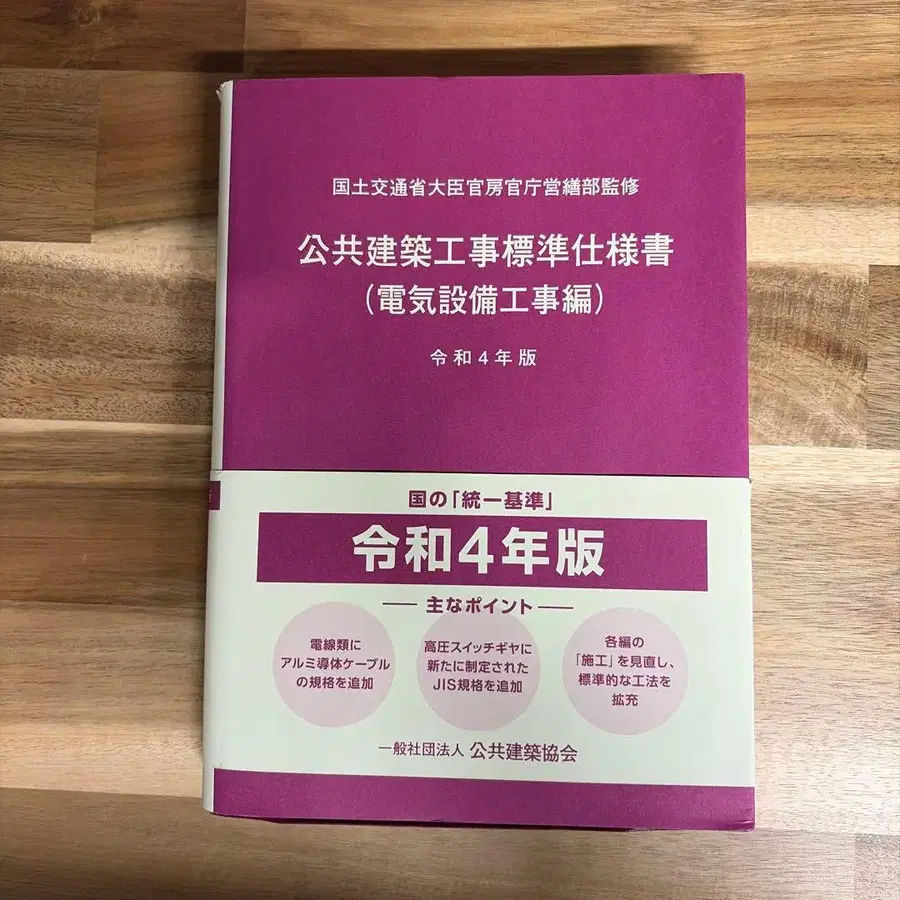 国土交通省大臣官房官庁営繕部監修
公共建築工事標準仕様書
(電気設備工事編)
令和4年版
国の「統一基準」
令和4年版
主なポイント
電線類に
アルミ導体ケーブル
の規格を追加
高圧スイッチギヤに
新たに制定された
JIS規格を追加
各編の
「施工」を見直し、
標準的な工法を
拡充
一般社団法人 公共建築協会